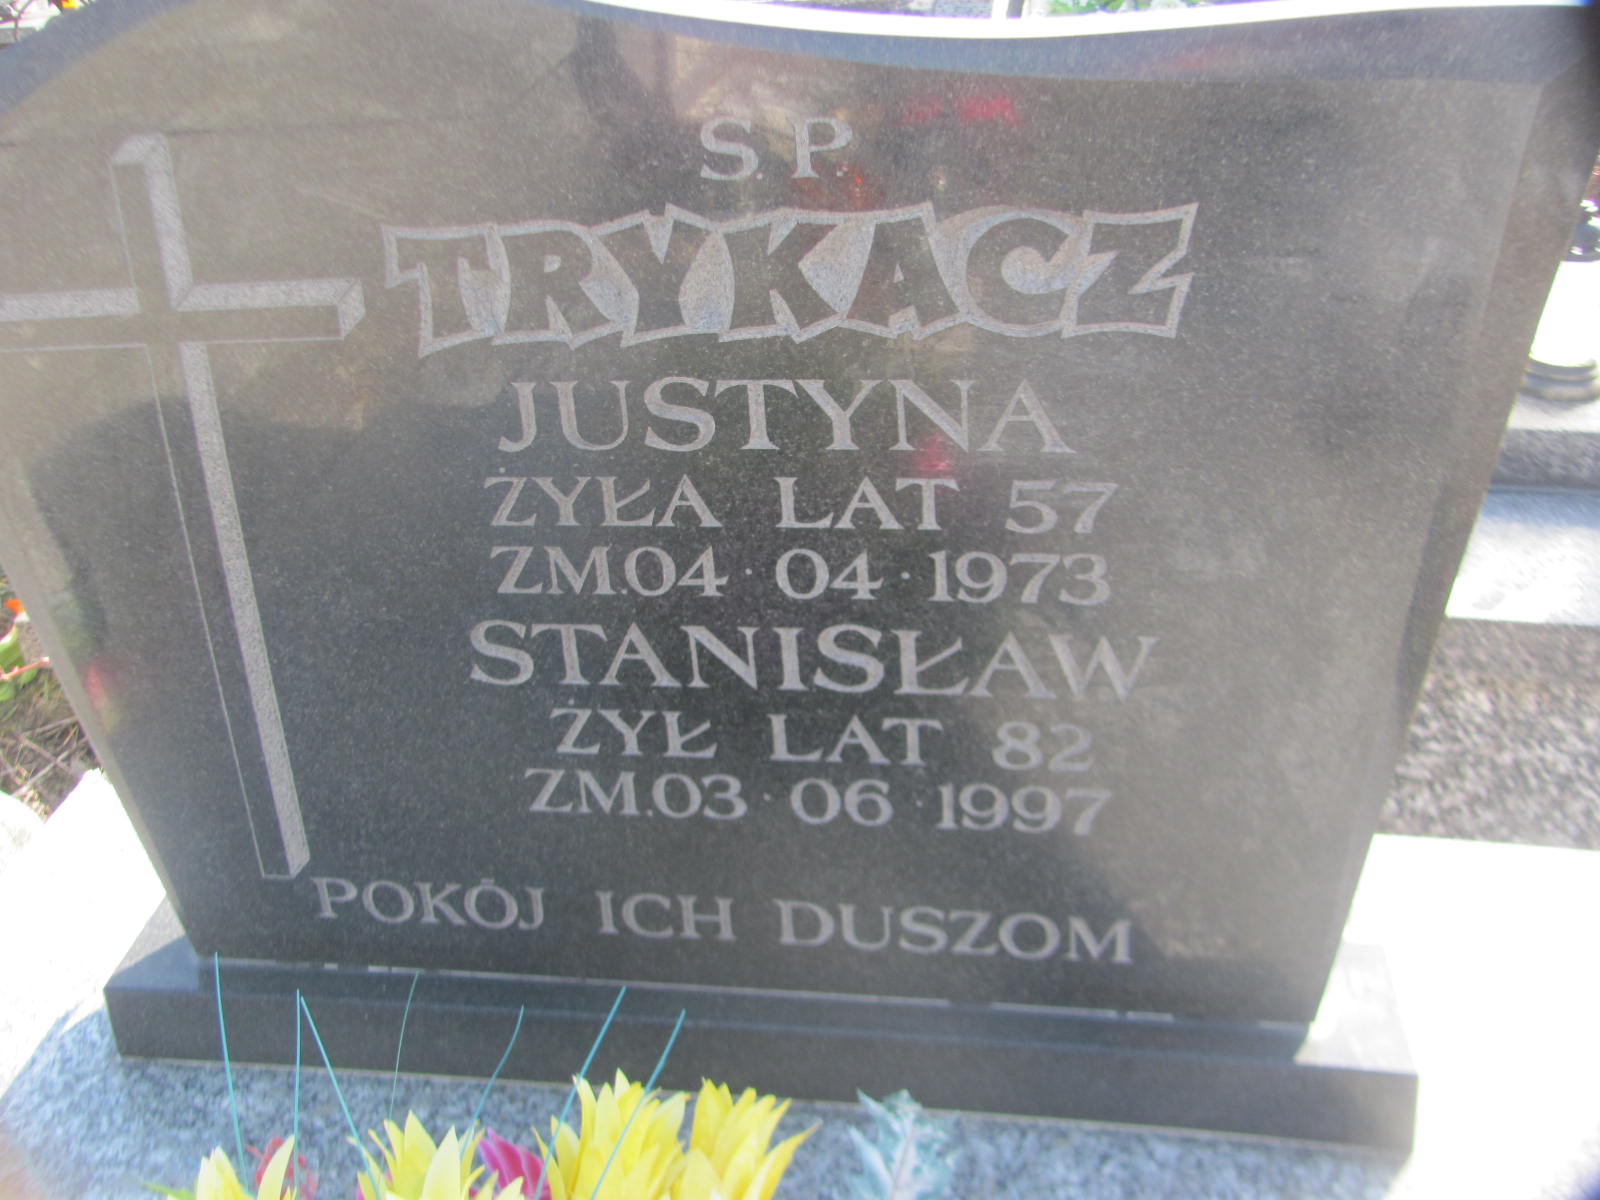 S.P.
TRYKACZ
JUSTYNA
ŻYŁA LAT 57
ZM.04·04·1973
STANISŁAW
ŻYŁ LAT 82
ZM.03·06·1997
POKÓJ ICH DUSZOM